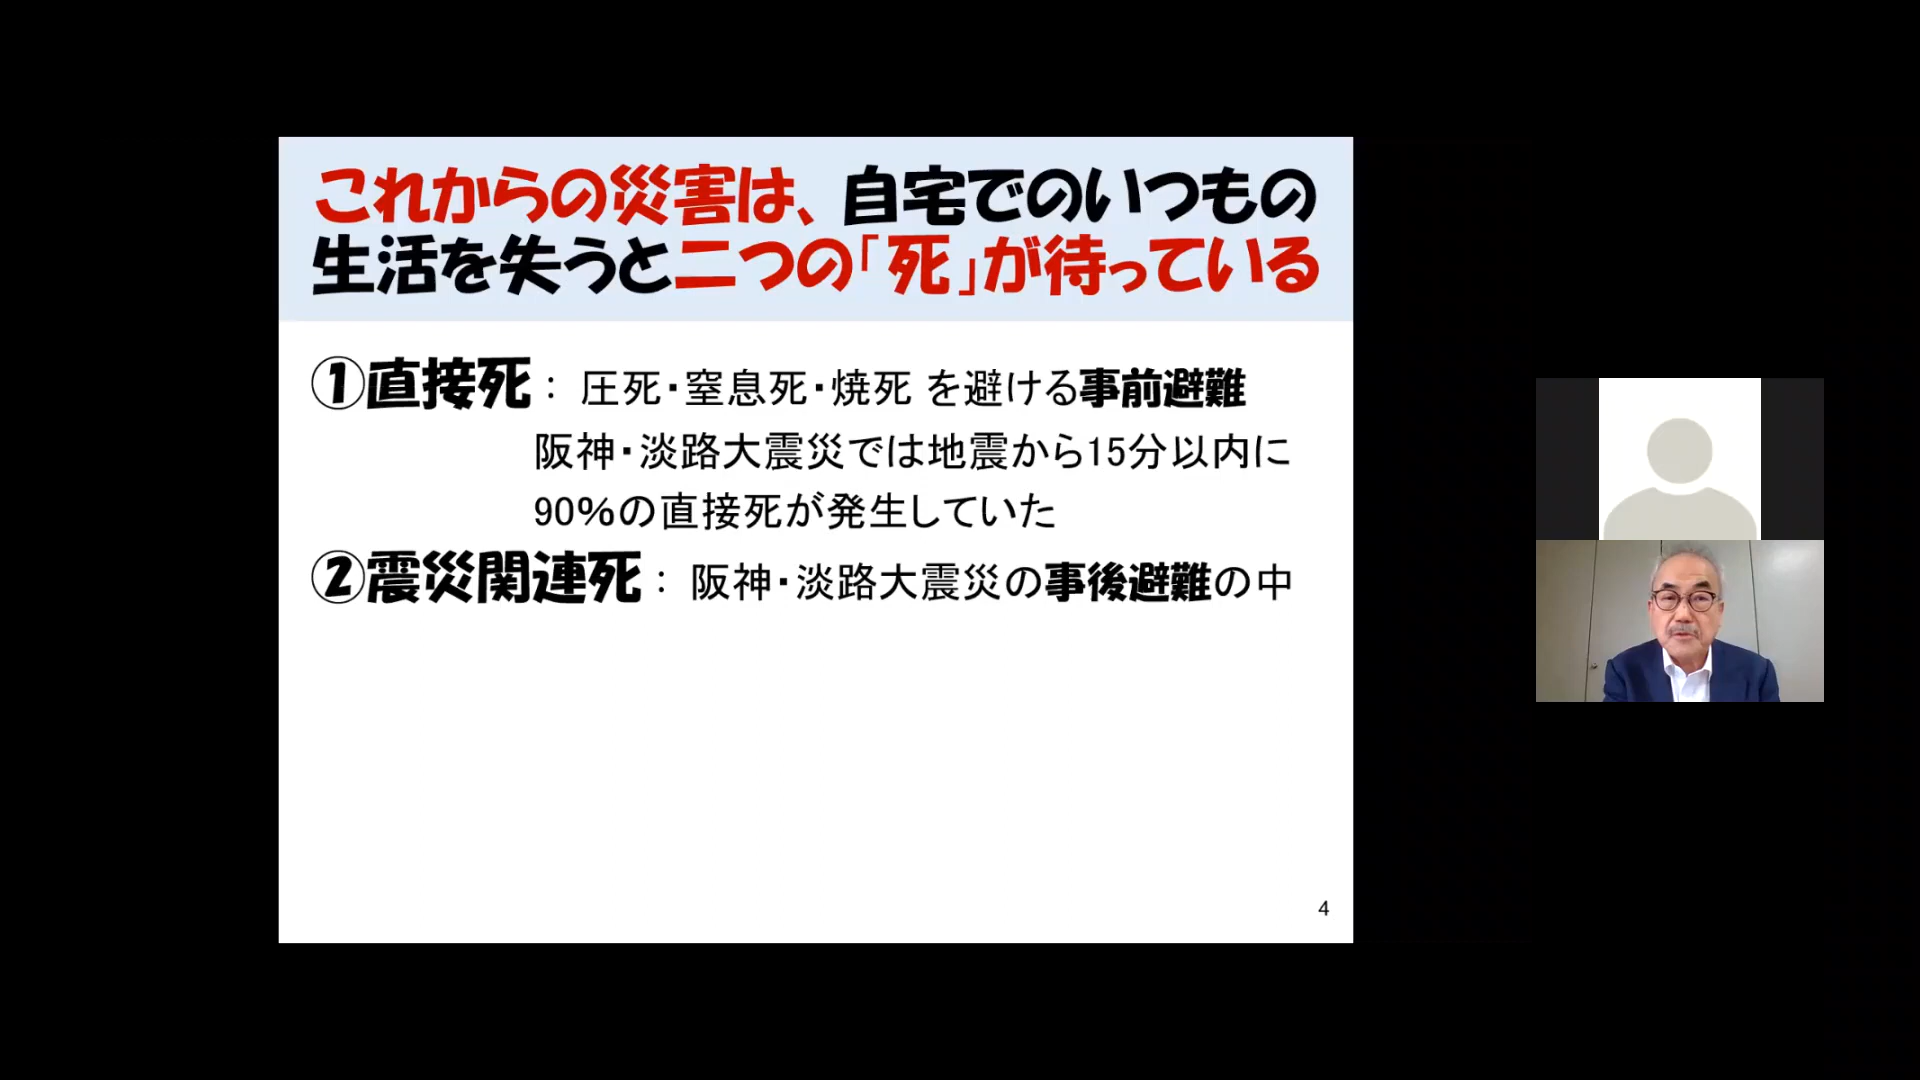 これからの災害は、自宅でのいつもの
生活を失うと二つの「死」が待っている
①直接死：圧死・窒息死・焼死 を避ける事前避難
阪神・淡路大震災では地震から15分以内に
90%の直接死が発生していた
②震災関連死：阪神・淡路大震災の事後避難の中
4